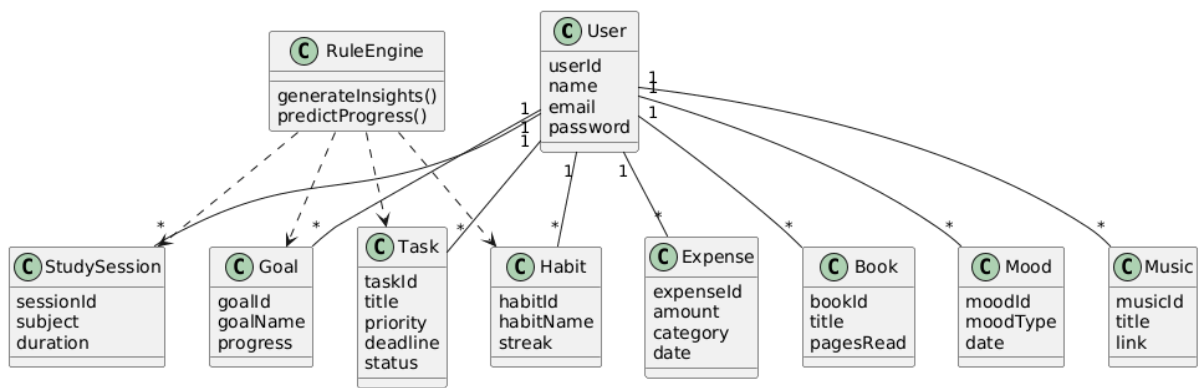 C User
userId
name
email
password
C RuleEngine
generateInsights()
predictProgress()
1
1
1
1
1
1
1
1
*
*
*
*
*
*
*
*
C StudySession
sessionId
subject
duration
C Goal
goalId
goalName
progress
C Task
taskId
title
priority
deadline
status
C Habit
habitId
habitName
streak
C Expense
expenseId
amount
category
date
C Book
bookId
title
pagesRead
C Mood
moodId
moodType
date
C Music
musicId
title
link